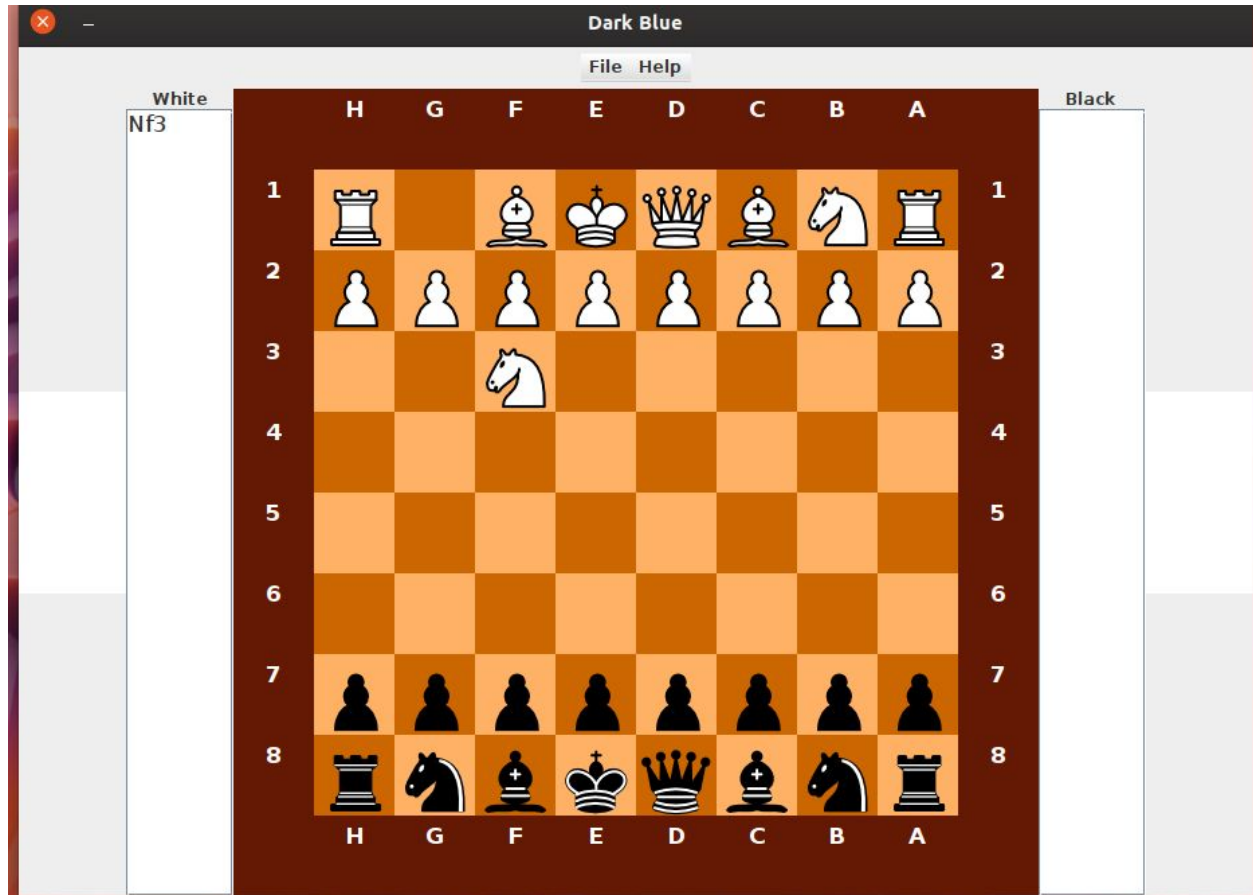 Dark Blue
File Help
White Black
Nf3
H G F E D C B A
1 1
2 2
3 3
4 4
5 5
6 6
7 7
8 8
H G F E D C B A